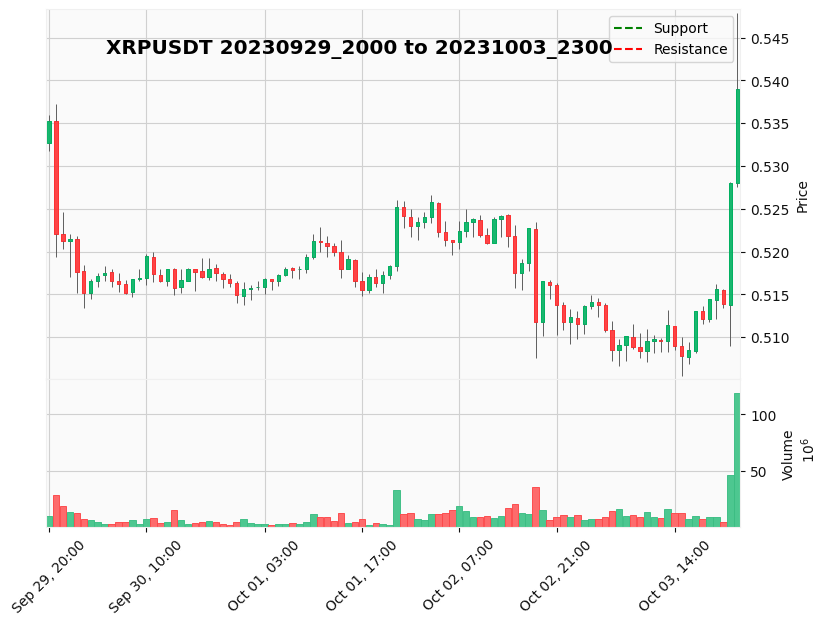 XRPUSDT 20230929_2000 to 20231003_2300
Support
Resistance
0.545
0.540
0.535
0.530
0.525
0.520
0.515
0.510
Price
100
50
Volume
10^6
Sep 29, 20:00
Sep 30, 10:00
Oct 01, 03:00
Oct 01, 17:00
Oct 02, 07:00
Oct 02, 21:00
Oct 03, 14:00